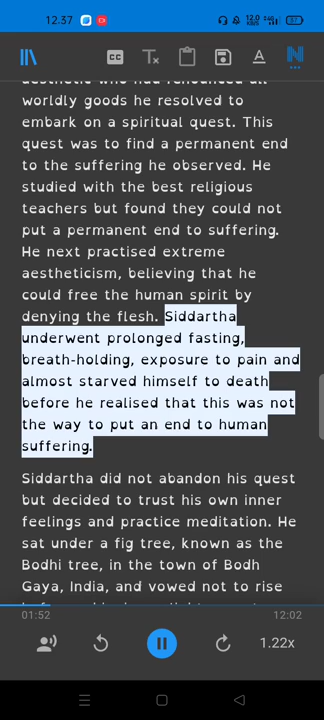 12.37
CC
aesthetic who had renounced all
worldly goods he resolved to
embark on a spiritual quest. This
quest was to find a permanent end
to the suffering he observed. He
studied with the best religious
teachers but found they could not
put a permanent end to suffering.
He next practised extreme
aestheticism, believing that he
could free the human spirit by
denying the flesh. Siddartha
underwent prolonged fasting,
breath-holding, exposure to pain and
almost starved himself to death
before he realised that this was not
the way to put an end to human
suffering.
Siddartha did not abandon his quest
but decided to trust his own inner
feelings and practice meditation. He
sat under a fig tree, known as the
Bodhi tree, in the town of Bodh
Gaya, India, and vowed not to rise
01:52 12:02
1.22x